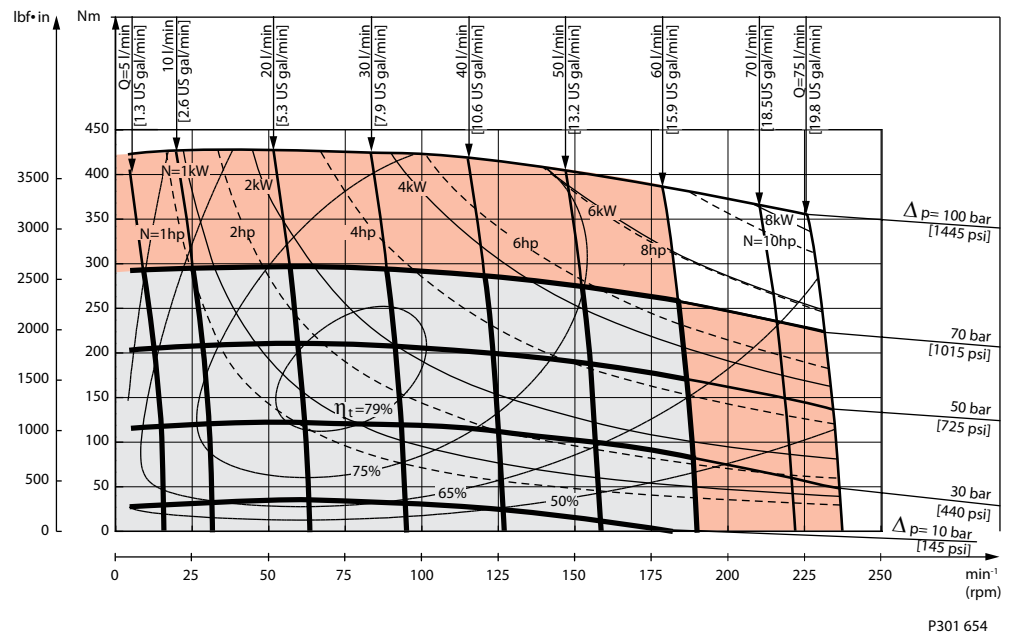 lbf•in
Nm
Q=5 l/min
[1.3 US gal/min]
10 l/min
[2.6 US gal/min]
20 l/min
[5.3 US gal/min]
30 l/min
[7.9 US gal/min]
40 l/min
[10.6 US gal/min]
50 l/min
[13.2 US gal/min]
60 l/min
[15.9 US gal/min]
70 l/min
[18.5US gal/min]
Q=75 l/min
[19.8 US gal/min]
3500
3000
2500
2000
1500
1000
500
0
450
400
350
300
250
200
150
100
50
0
N=1kW
2kW
4kW
6kW
8kW
N=1hp
2hp
4hp
6hp
8hp
N=10hp
ηt=79%
75%
65%
50%
Δ p= 100 bar
[1445 psi]
70 bar
[1015 psi]
50 bar
[725 psi]
30 bar
[440 psi]
Δ p= 10 bar
[145 psi]
0 25 50 75 100 125 150 175 200 225 250
min-1
(rpm)
P301 654